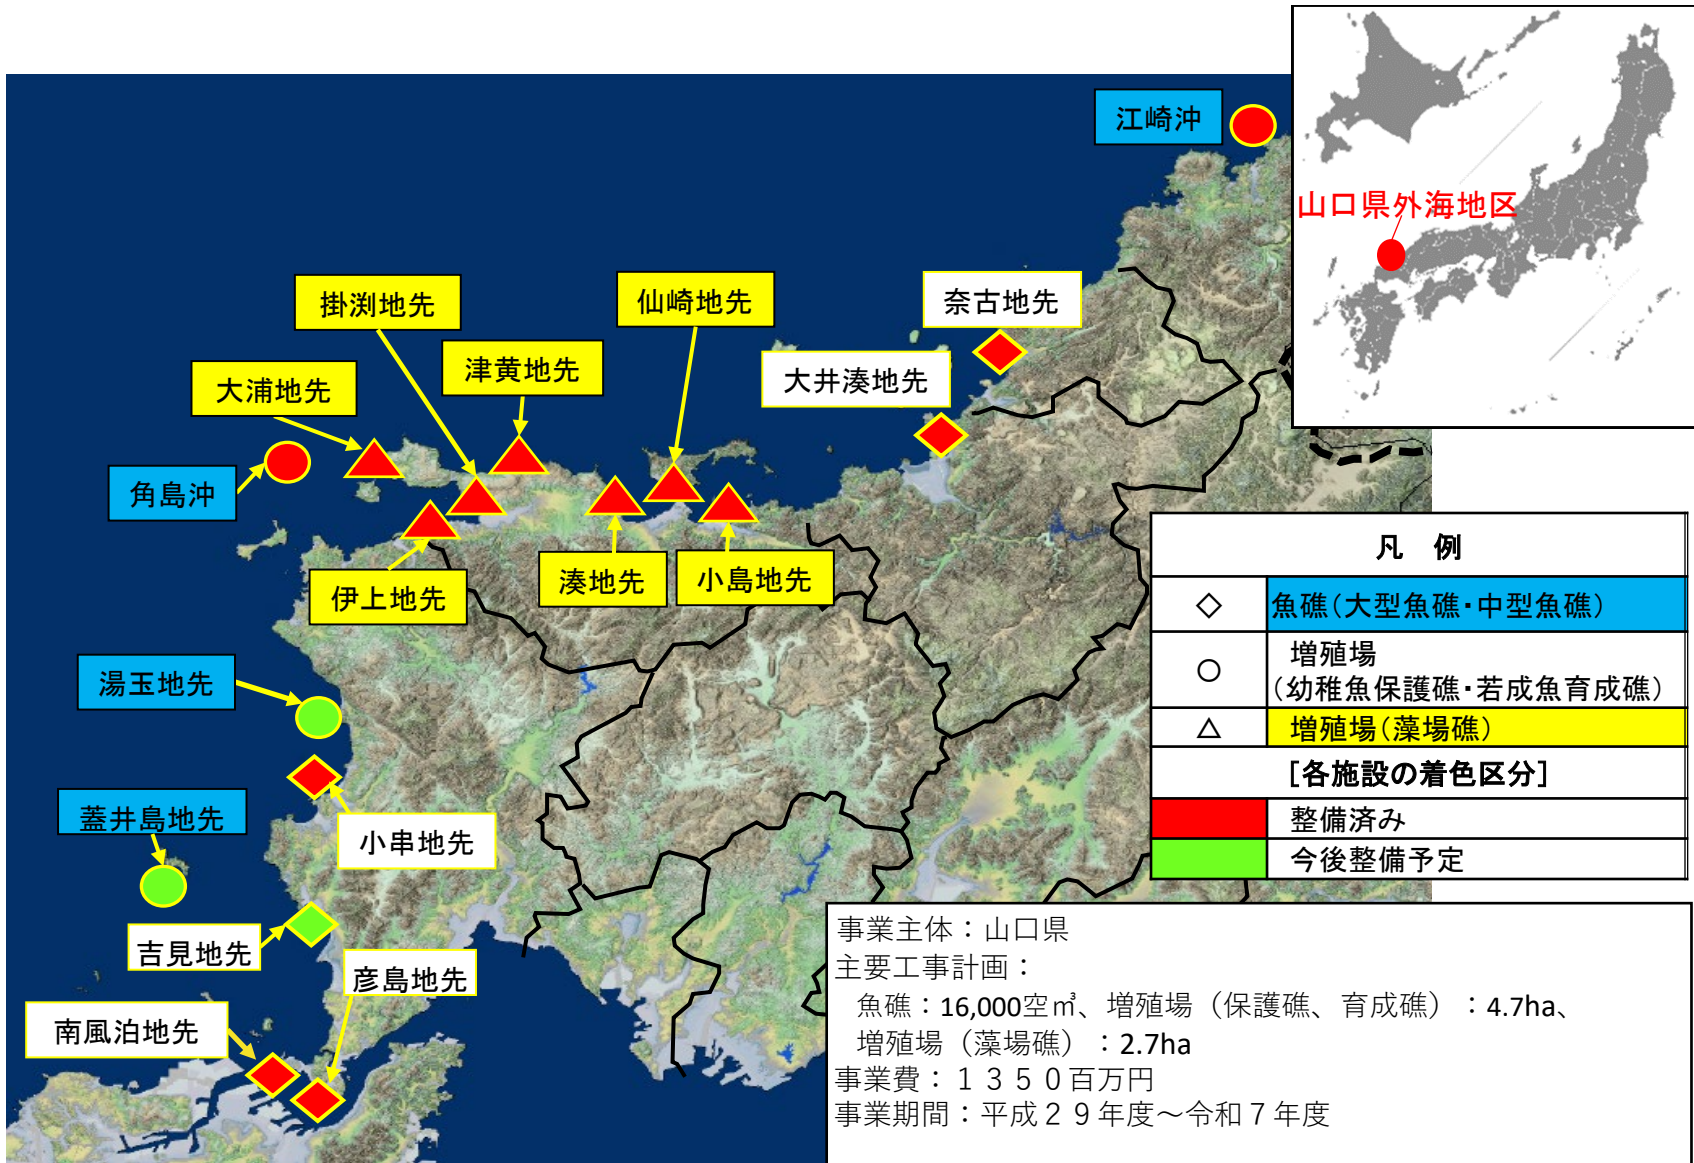 江崎沖
山口県外海地区
掛渕地先
仙崎地先
奈古地先
津黄地先
大井湊地先
大浦地先
角島沖
伊上地先
湊地先
小島地先
湯玉地先
蓋井島地先
小串地先
吉見地先
彦島地先
南風泊地先
凡 例
◇ 魚礁(大型魚礁・中型魚礁)
○ 増殖場
(幼稚魚保護礁・若成魚育成礁)
△ 増殖場(藻場礁)
[各施設の着色区分]
整備済み
今後整備予定
事業主体：山口県
主要工事計画：
魚礁：16,000空㎥、増殖場（保護礁、育成礁）：4.7ha、
増殖場（藻場礁）：2.7ha
事業費：１３５０百万円
事業期間：平成２９年度～令和７年度